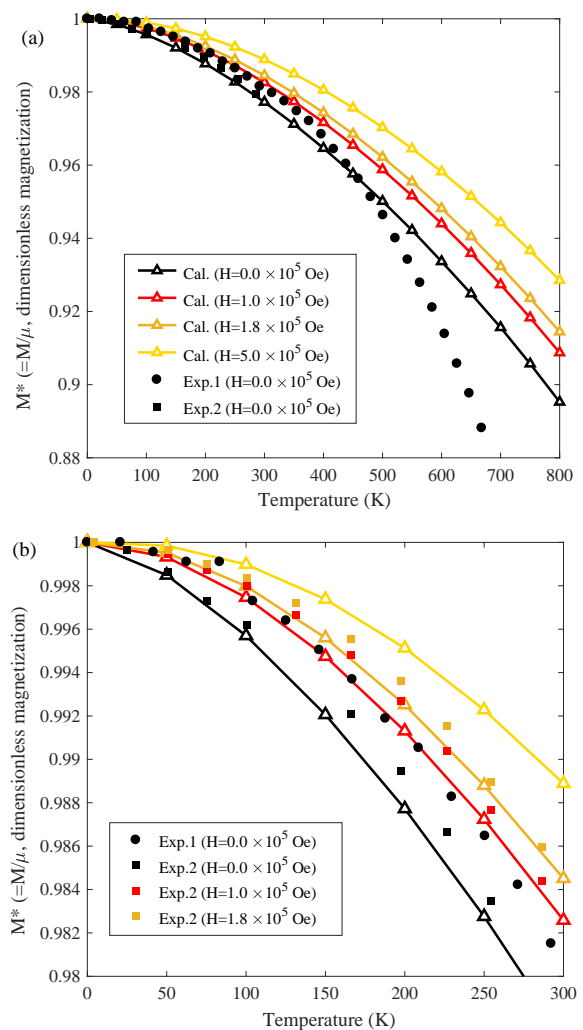 (a)
1
0.98
0.96
0.94
0.92
0.9
0.88
M* (=M/μ, dimensionless magnetization)
Cal. (H=0.0 × 10^5 Oe)
Cal. (H=1.0 × 10^5 Oe)
Cal. (H=1.8 × 10^5 Oe
Cal. (H=5.0 × 10^5 Oe)
Exp.1 (H=0.0 × 10^5 Oe)
Exp.2 (H=0.0 × 10^5 Oe)
0 100 200 300 400 500 600 700 800
Temperature (K)
(b)
1
0.998
0.996
0.994
0.992
0.99
0.988
0.986
0.984
0.982
0.98
M* (=M/μ, dimensionless magnetization)
Exp.1 (H=0.0 × 10^5 Oe)
Exp.2 (H=0.0 × 10^5 Oe)
Exp.2 (H=1.0 × 10^5 Oe)
Exp.2 (H=1.8 × 10^5 Oe)
0 50 100 150 200 250 300
Temperature (K)